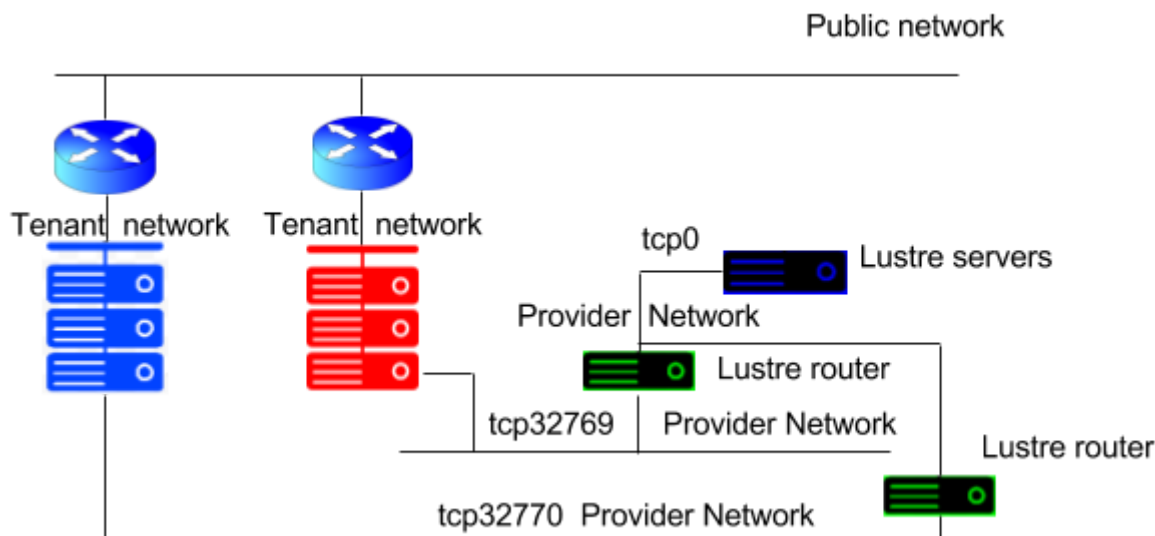 Public network
Tenant network
Tenant network
tcp0
Lustre servers
Provider Network
Lustre router
tcp32769 Provider Network
Lustre router
tcp32770 Provider Network